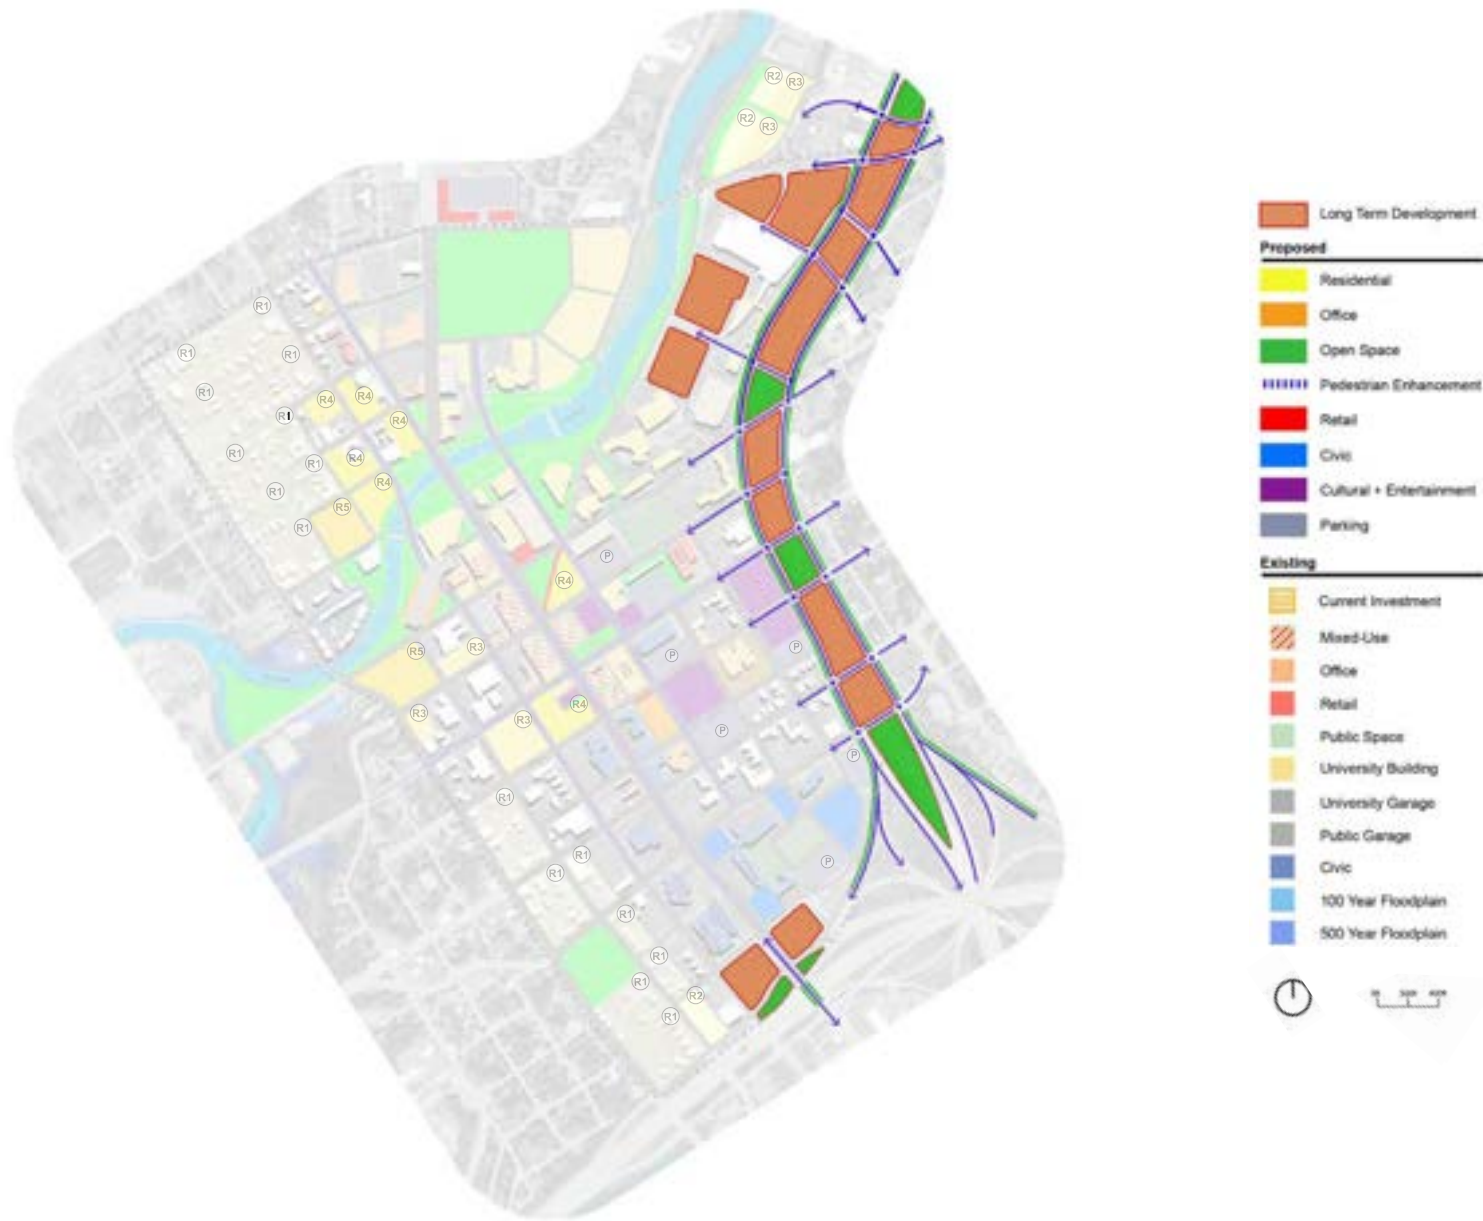 R2 R3
R2 R3
R1
R1
R1
R1
R4
R4
R1
R4
R1
R1
R4
R4
R1
R5
R1
P
R4
R3
R5
P
P
R4
R3
R3
P
P
R1
R1
P
R1
R1
R1
R1
R2
R1
Long Term Development
Proposed
Residential
Office
Open Space
Pedestrian Enhancement
Retail
Civic
Cultural + Entertainment
Parking
Existing
Current Investment
Mixed-Use
Office
Retail
Public Space
University Building
University Garage
Public Garage
Civic
100 Year Floodplain
500 Year Floodplain